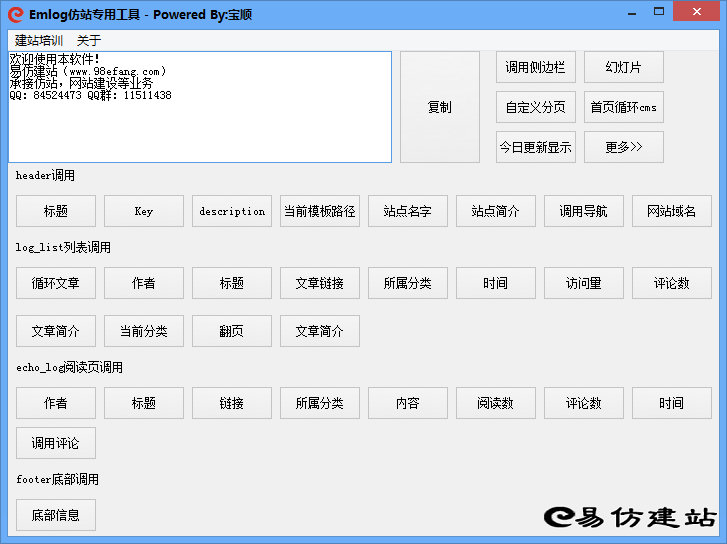 Emlog仿站专用工具 - Powered By:宝顺
建站培训 关于
欢迎使用本软件!
易仿建站(www.98efang.com)
承接仿站，网站建设等业务
QQ: 84524473 QQ群: 11511438
复制
调用侧边栏 幻灯片
自定义分页 首页循环cms
今日更新显示 更多>>
header调用
标题 Key description 当前模板路径 站点名字 站点简介 调用导航 网站域名
log_list列表调用
循环文章 作者 标题 文章链接 所属分类 时间 访问量 评论数
文章简介 当前分类 翻页 文章简介
echo_log阅读页调用
作者 标题 链接 所属分类 内容 阅读数 评论数 时间
调用评论
footer底部调用
底部信息
易仿建站